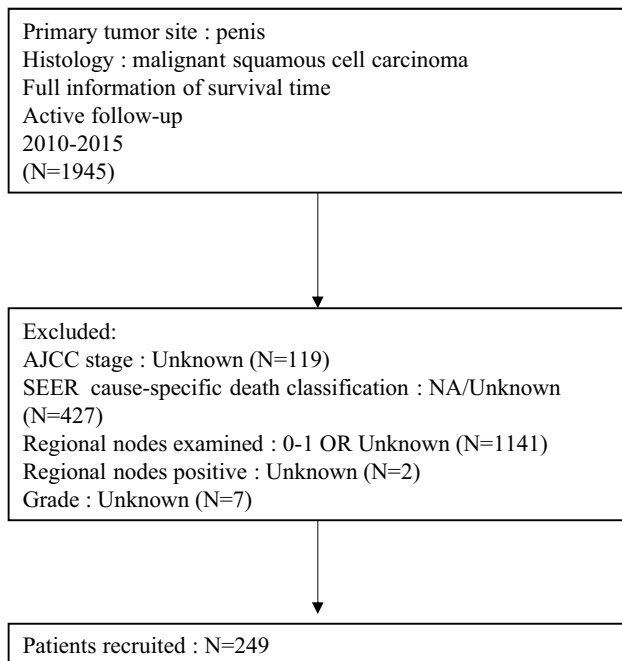 Primary tumor site : penis
Histology : malignant squamous cell carcinoma
Full information of survival time
Active follow-up
2010-2015
(N=1945)
Excluded:
AJCC stage : Unknown (N=119)
SEER  cause-specific death classification : NA/Unknown
(N=427)
Regional nodes examined : 0-1 OR Unknown (N=1141)
Regional nodes positive : Unknown (N=2)
Grade : Unknown (N=7)
Patients recruited : N=249